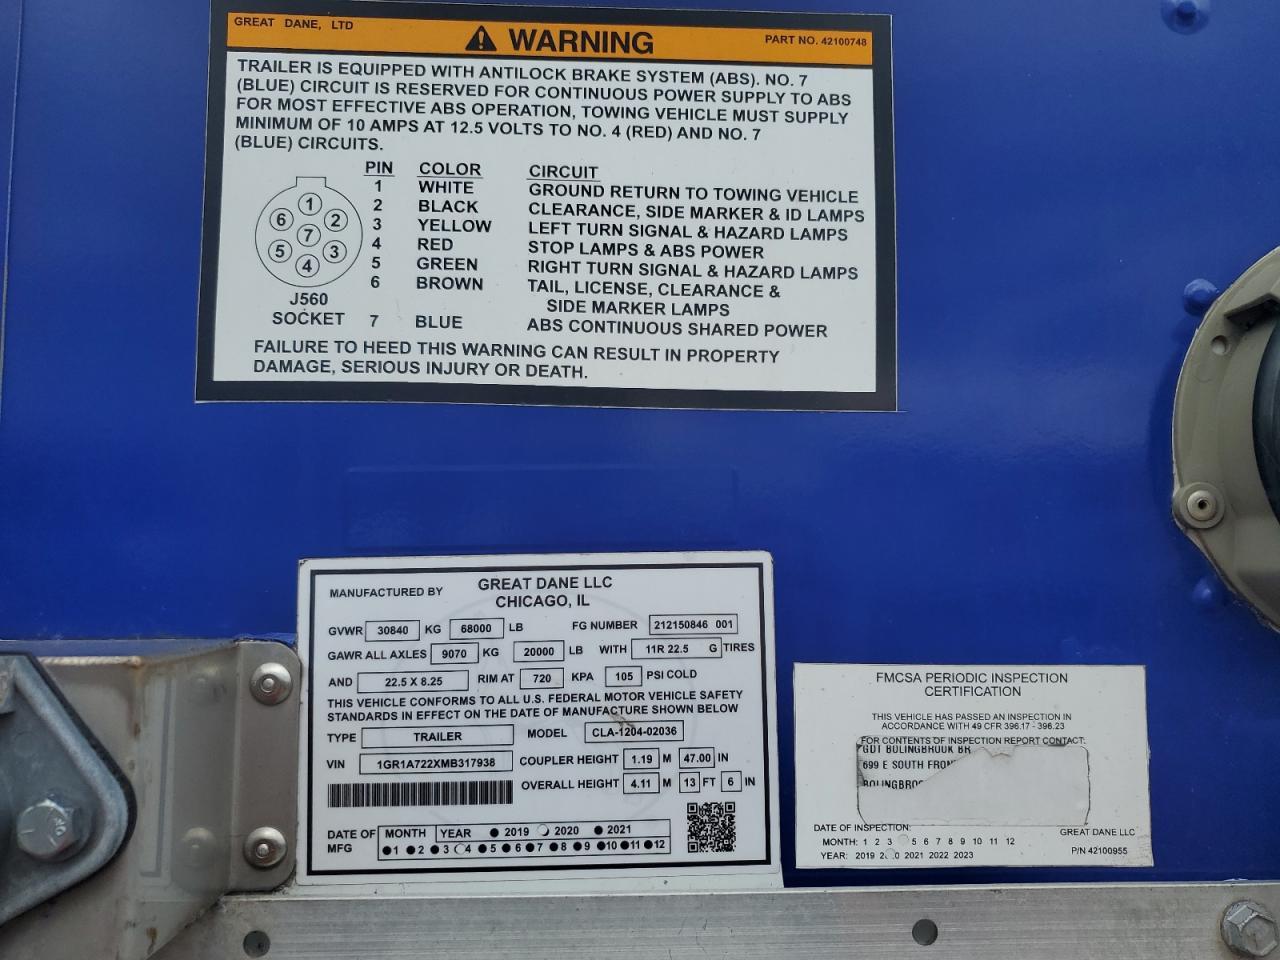 GREAT DANE, LTD
WARNING
PART NO. 42100748
TRAILER IS EQUIPPED WITH ANTILOCK BRAKE SYSTEM (ABS). NO. 7
(BLUE) CIRCUIT IS RESERVED FOR CONTINUOUS POWER SUPPLY TO ABS
FOR MOST EFFECTIVE ABS OPERATION, TOWING VEHICLE MUST SUPPLY
MINIMUM OF 10 AMPS AT 12.5 VOLTS TO NO. 4 (RED) AND NO. 7
(BLUE) CIRCUITS.
PIN COLOR CIRCUIT
1 WHITE GROUND RETURN TO TOWING VEHICLE
2 BLACK CLEARANCE, SIDE MARKER & ID LAMPS
3 YELLOW LEFT TURN SIGNAL & HAZARD LAMPS
4 RED STOP LAMPS & ABS POWER
5 GREEN RIGHT TURN SIGNAL & HAZARD LAMPS
6 BROWN TAIL, LICENSE, CLEARANCE &
SIDE MARKER LAMPS
7 BLUE ABS CONTINUOUS SHARED POWER
1
6 2
7
5 3
4
J560
SOCKET
FAILURE TO HEED THIS WARNING CAN RESULT IN PROPERTY
DAMAGE, SERIOUS INJURY OR DEATH.
MANUFACTURED BY GREAT DANE LLC
CHICAGO, IL
GVWR 30840 KG 68000 LB FG NUMBER 212150846 001
GAWR ALL AXLES 9070 KG 20000 LB WITH 11R 22.5 G TIRES
AND 22.5 X 8.25 RIM AT 720 KPA 105 PSI COLD
THIS VEHICLE CONFORMS TO ALL U.S. FEDERAL MOTOR VEHICLE SAFETY
STANDARDS IN EFFECT ON THE DATE OF MANUFACTURE SHOWN BELOW
TYPE TRAILER MODEL CLA-1204-02036
VIN 1GR1A722XMB317938 COUPLER HEIGHT 1.19 M 47.00 IN
OVERALL HEIGHT 4.11 M 13 FT 6 IN
DATE OF MFG MONTH YEAR 2019 2020 2021
1 2 3 4 5 6 7 8 9 10 11 12
FMCSA PERIODIC INSPECTION
CERTIFICATION
THIS VEHICLE HAS PASSED AN INSPECTION IN
ACCORDANCE WITH 49 CFR 396.17 - 396.23
FOR CONTENTS OF INSPECTION REPORT CONTACT:
GDT BOLINGBROOK BR
699 E SOUTH
DATE OF INSPECTION:
MONTH: 1 2 3 5 6 7 8 9 10 11 12
YEAR: 2019 2021 2022 2023
GREAT DANE LLC
P/N 42100955